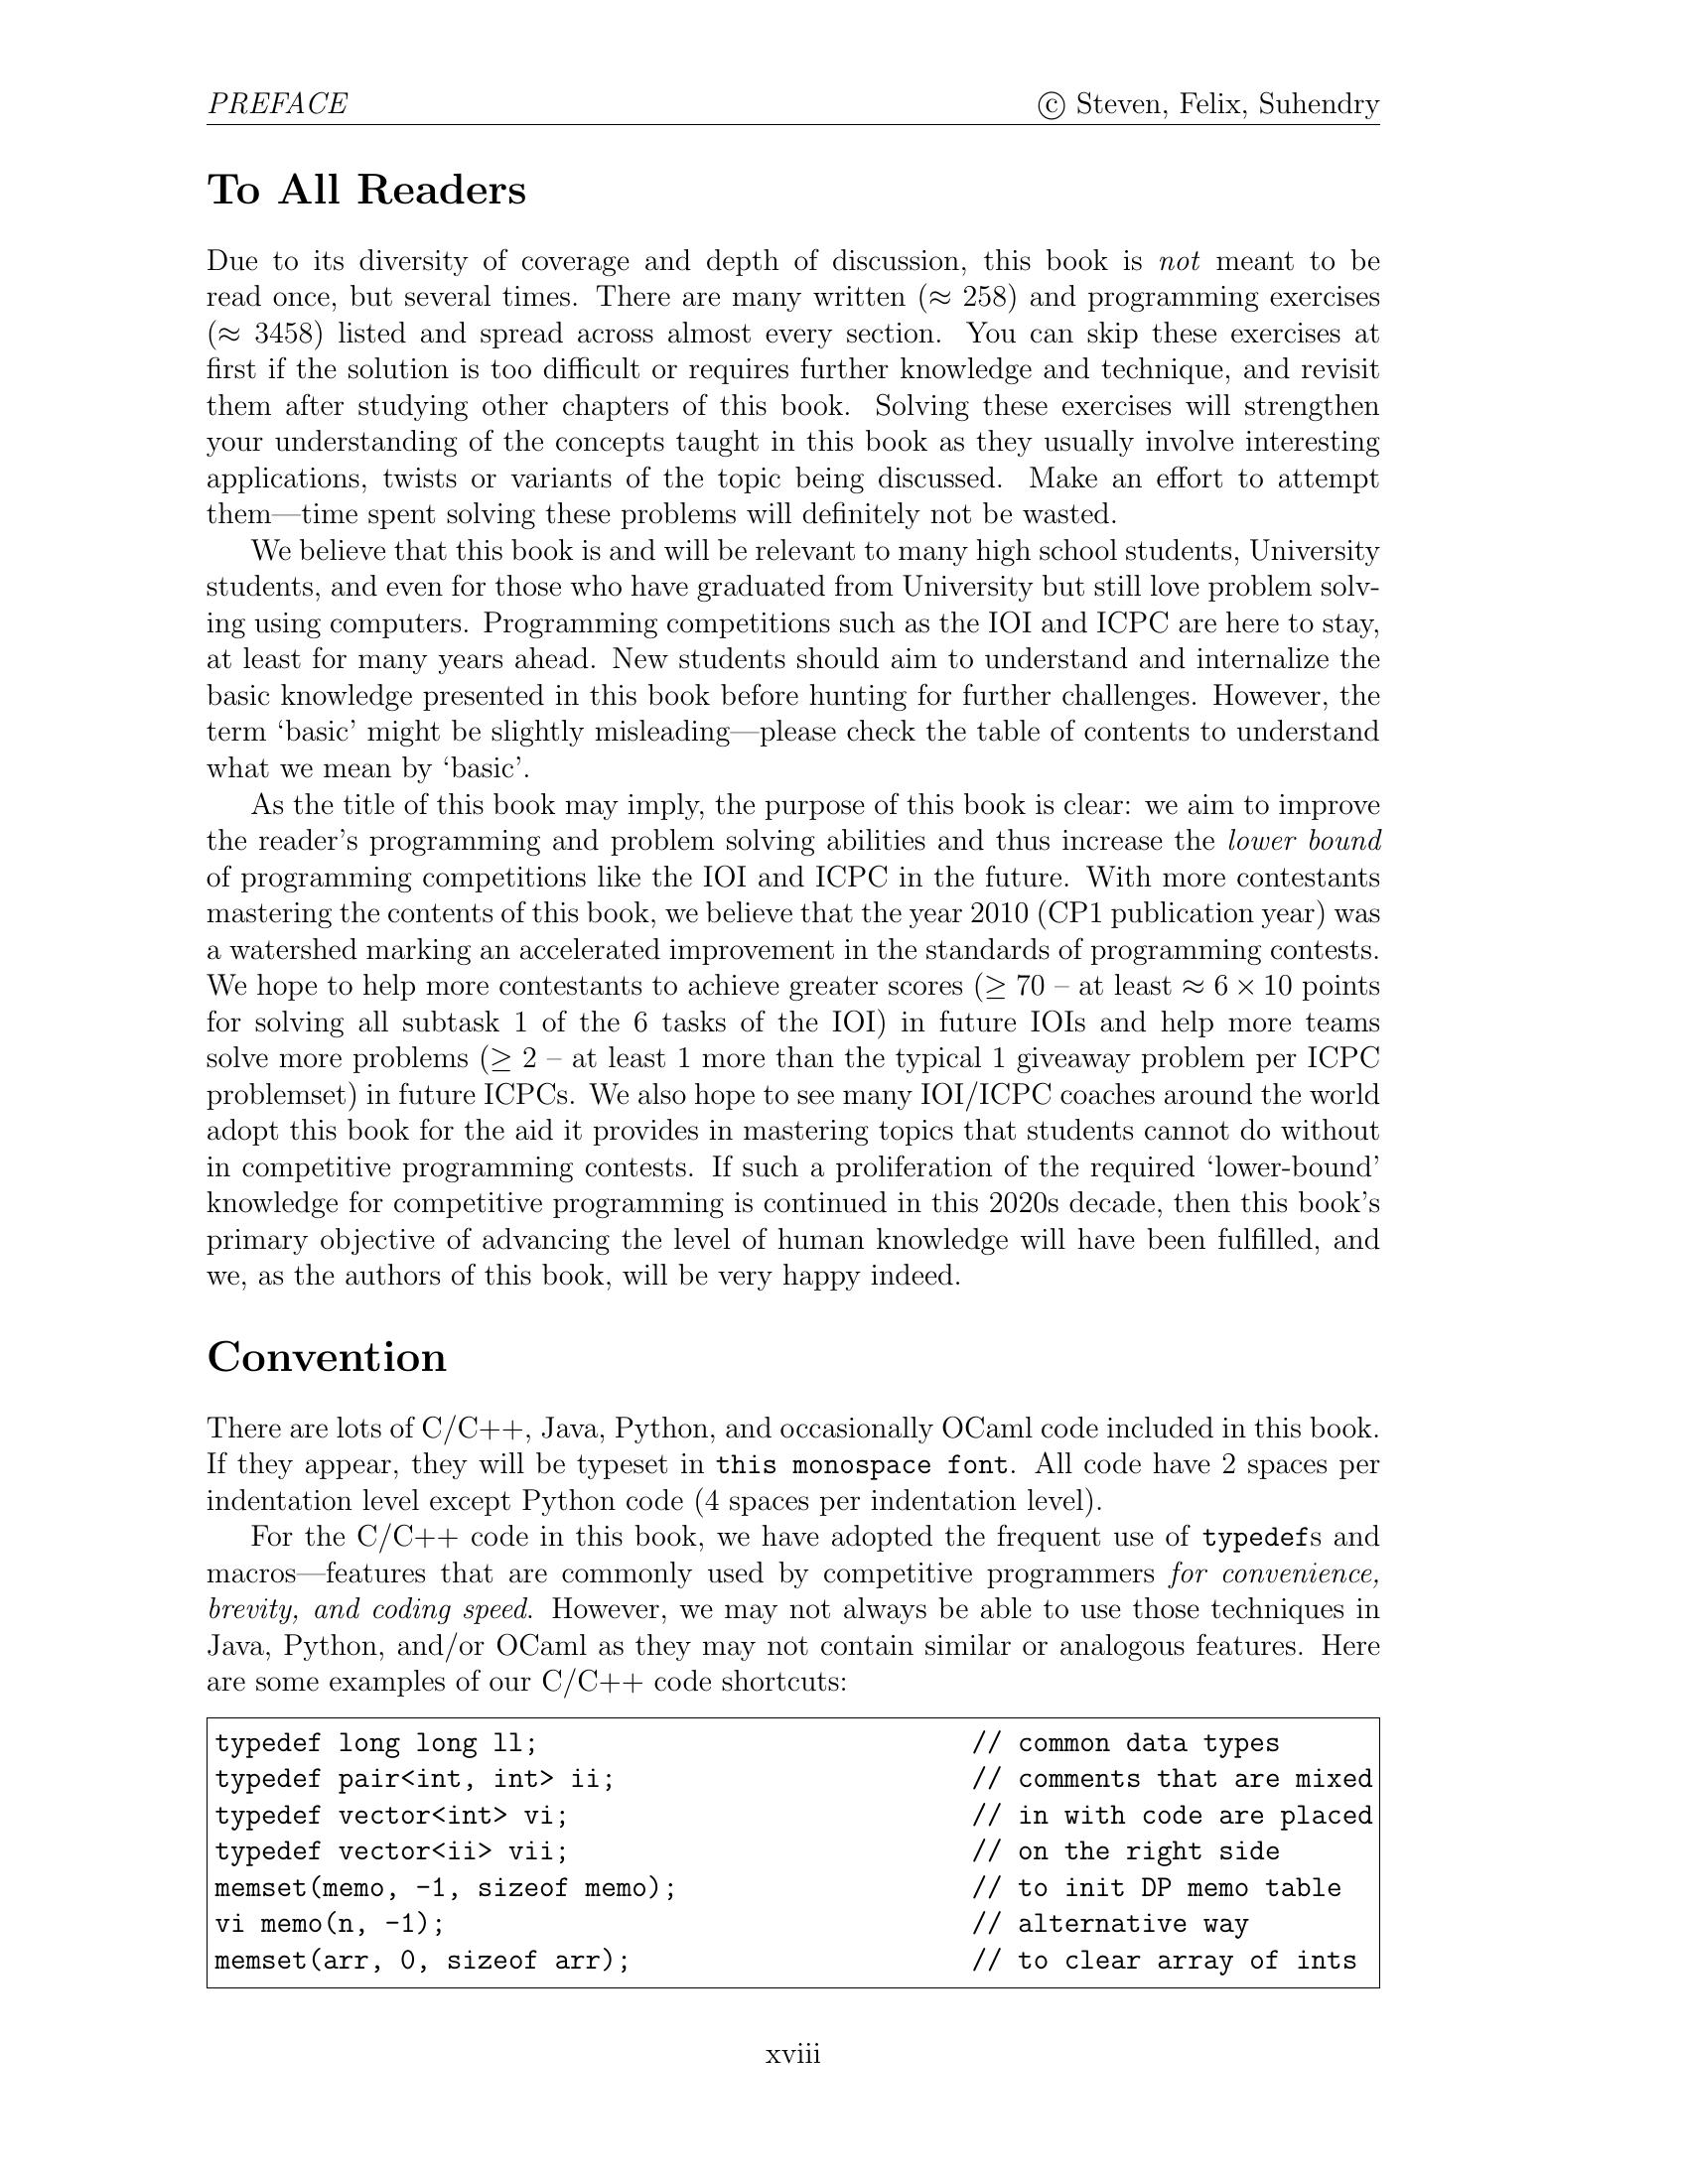 PREFACE © Steven, Felix, Suhendry
To All Readers
Due to its diversity of coverage and depth of discussion, this book is not meant to be
read once, but several times. There are many written (≈ 258) and programming exercises
(≈ 3458) listed and spread across almost every section. You can skip these exercises at
first if the solution is too difficult or requires further knowledge and technique, and revisit
them after studying other chapters of this book. Solving these exercises will strengthen
your understanding of the concepts taught in this book as they usually involve interesting
applications, twists or variants of the topic being discussed. Make an effort to attempt
them—time spent solving these problems will definitely not be wasted.
We believe that this book is and will be relevant to many high school students, University
students, and even for those who have graduated from University but still love problem solv-
ing using computers. Programming competitions such as the IOI and ICPC are here to stay,
at least for many years ahead. New students should aim to understand and internalize the
basic knowledge presented in this book before hunting for further challenges. However, the
term ‘basic’ might be slightly misleading—please check the table of contents to understand
what we mean by ‘basic’.
As the title of this book may imply, the purpose of this book is clear: we aim to improve
the reader’s programming and problem solving abilities and thus increase the lower bound
of programming competitions like the IOI and ICPC in the future. With more contestants
mastering the contents of this book, we believe that the year 2010 (CP1 publication year) was
a watershed marking an accelerated improvement in the standards of programming contests.
We hope to help more contestants to achieve greater scores (≥ 70 – at least ≈ 6 × 10 points
for solving all subtask 1 of the 6 tasks of the IOI) in future IOIs and help more teams
solve more problems (≥ 2 – at least 1 more than the typical 1 giveaway problem per ICPC
problemset) in future ICPCs. We also hope to see many IOI/ICPC coaches around the world
adopt this book for the aid it provides in mastering topics that students cannot do without
in competitive programming contests. If such a proliferation of the required ‘lower-bound’
knowledge for competitive programming is continued in this 2020s decade, then this book’s
primary objective of advancing the level of human knowledge will have been fulfilled, and
we, as the authors of this book, will be very happy indeed.
Convention
There are lots of C/C++, Java, Python, and occasionally OCaml code included in this book.
If they appear, they will be typeset in this monospace font. All code have 2 spaces per
indentation level except Python code (4 spaces per indentation level).
For the C/C++ code in this book, we have adopted the frequent use of typedefs and
macros—features that are commonly used by competitive programmers for convenience,
brevity, and coding speed. However, we may not always be able to use those techniques in
Java, Python, and/or OCaml as they may not contain similar or analogous features. Here
are some examples of our C/C++ code shortcuts:
typedef long long ll; // common data types
typedef pair<int, int> ii; // comments that are mixed
typedef vector<int> vi; // in with code are placed
typedef vector<ii> vii; // on the right side
memset(memo, -1, sizeof memo); // to init DP memo table
vi memo(n, -1); // alternative way
memset(arr, 0, sizeof arr); // to clear array of ints
xviii